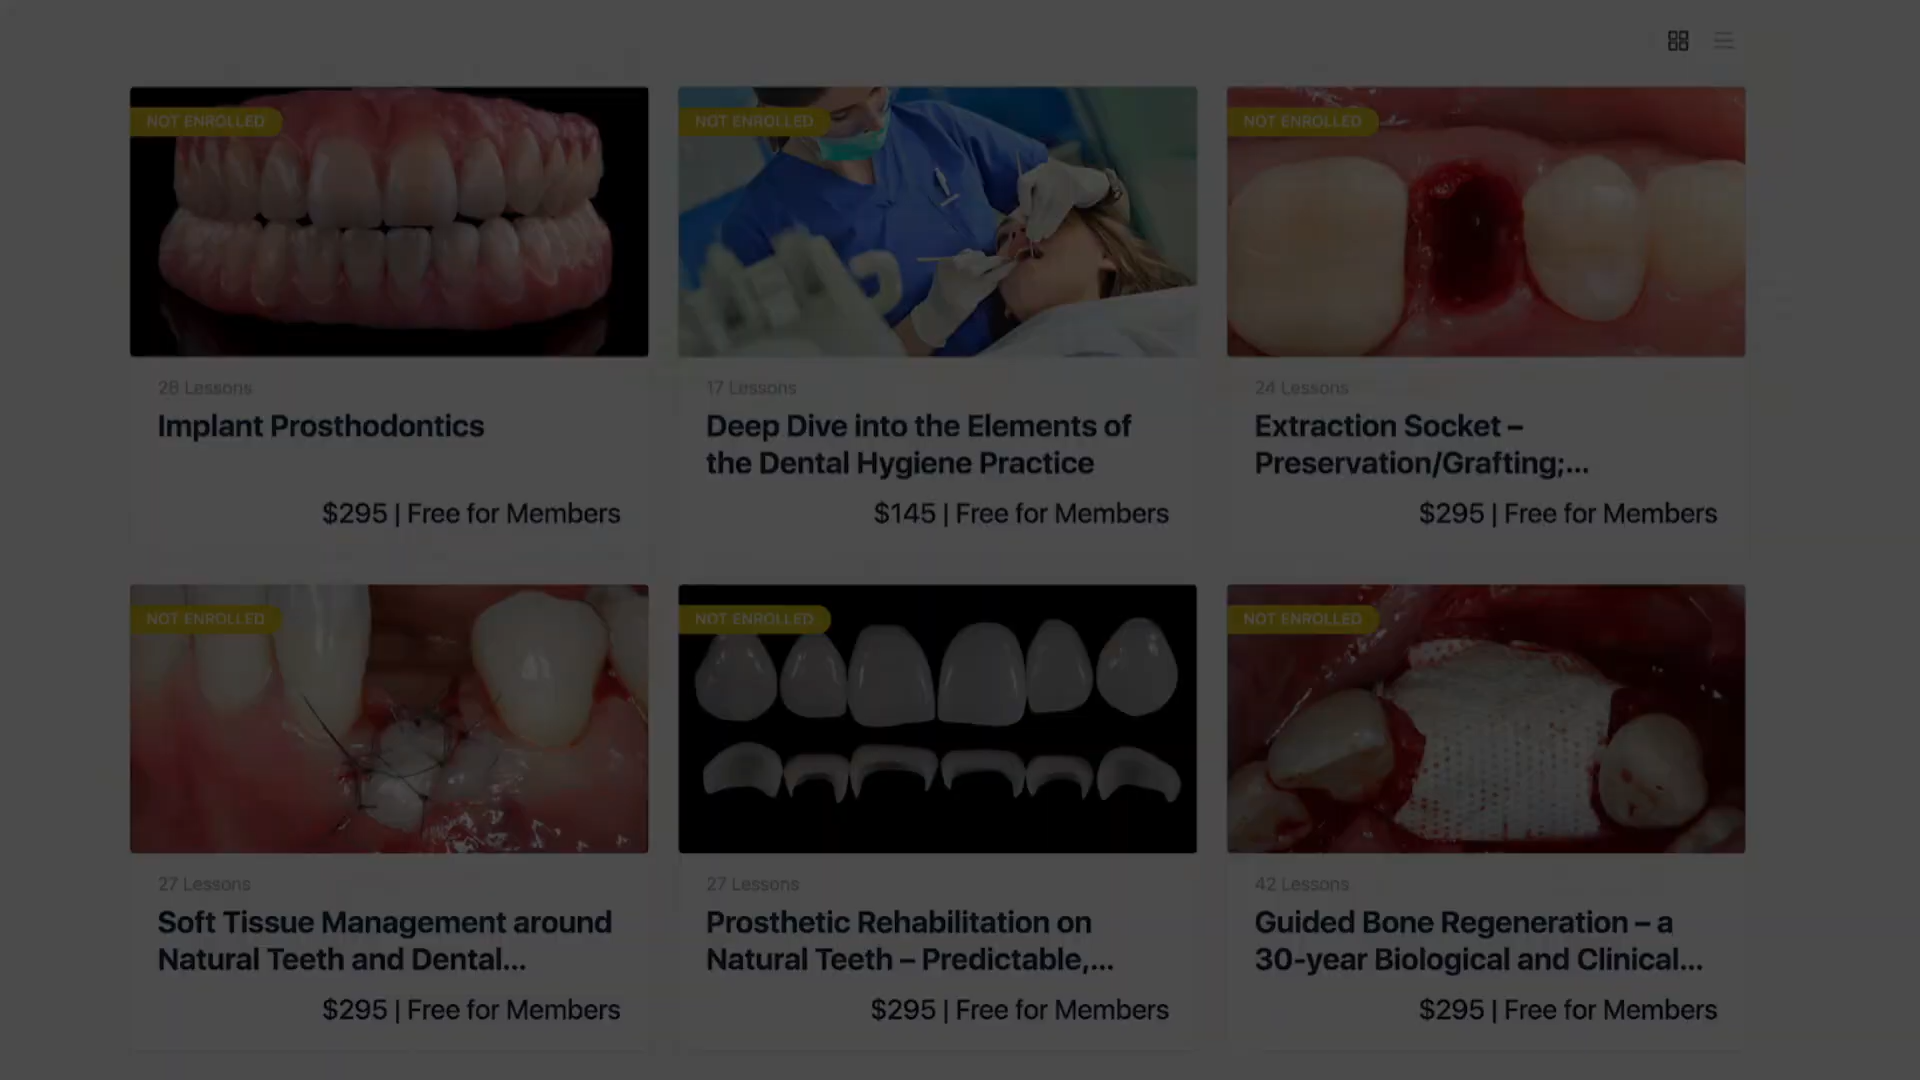 NOT ENROLLED
NOT ENROLLED
NOT ENROLLED
28 Lessons
17 Lessons
24 Lessons
Implant Prosthodontics
Deep Dive into the Elements of
the Dental Hygiene Practice
Extraction Socket –
Preservation/Grafting;...
$295 | Free for Members
$145 | Free for Members
$295 | Free for Members
NOT ENROLLED
NOT ENROLLED
NOT ENROLLED
27 Lessons
27 Lessons
42 Lessons
Soft Tissue Management around
Natural Teeth and Dental...
Prosthetic Rehabilitation on
Natural Teeth – Predictable,...
Guided Bone Regeneration – a
30-year Biological and Clinical...
$295 | Free for Members
$295 | Free for Members
$295 | Free for Members